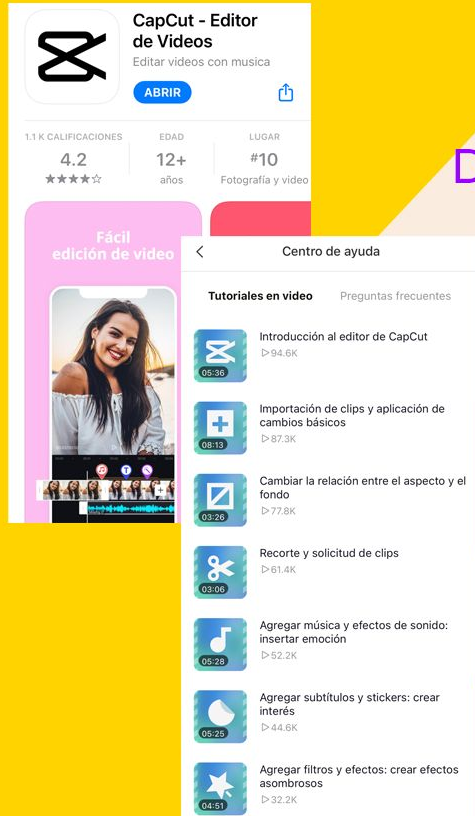 CapCut - Editor
de Videos
Editar videos con musica
ABRIR
1.1 K CALIFICACIONES
EDAD
LUGAR
4.2
12+
#10
años
Fotografía y video
Fácil
edición de video
D
Centro de ayuda
Tutoriales en video
Preguntas frecuentes
Introducción al editor de CapCut
94.6K
05:36
Importación de clips y aplicación de
cambios básicos
87.3K
08:13
Cambiar la relación entre el aspecto y el
fondo
77.8K
03:26
Recorte y solicitud de clips
61.4K
03:06
Agregar música y efectos de sonido:
insertar emoción
52.2K
05:28
Agregar subtítulos y stickers: crear
interés
44.6K
05:25
Agregar filtros y efectos: crear efectos
asombrosos
32.2K
04:51